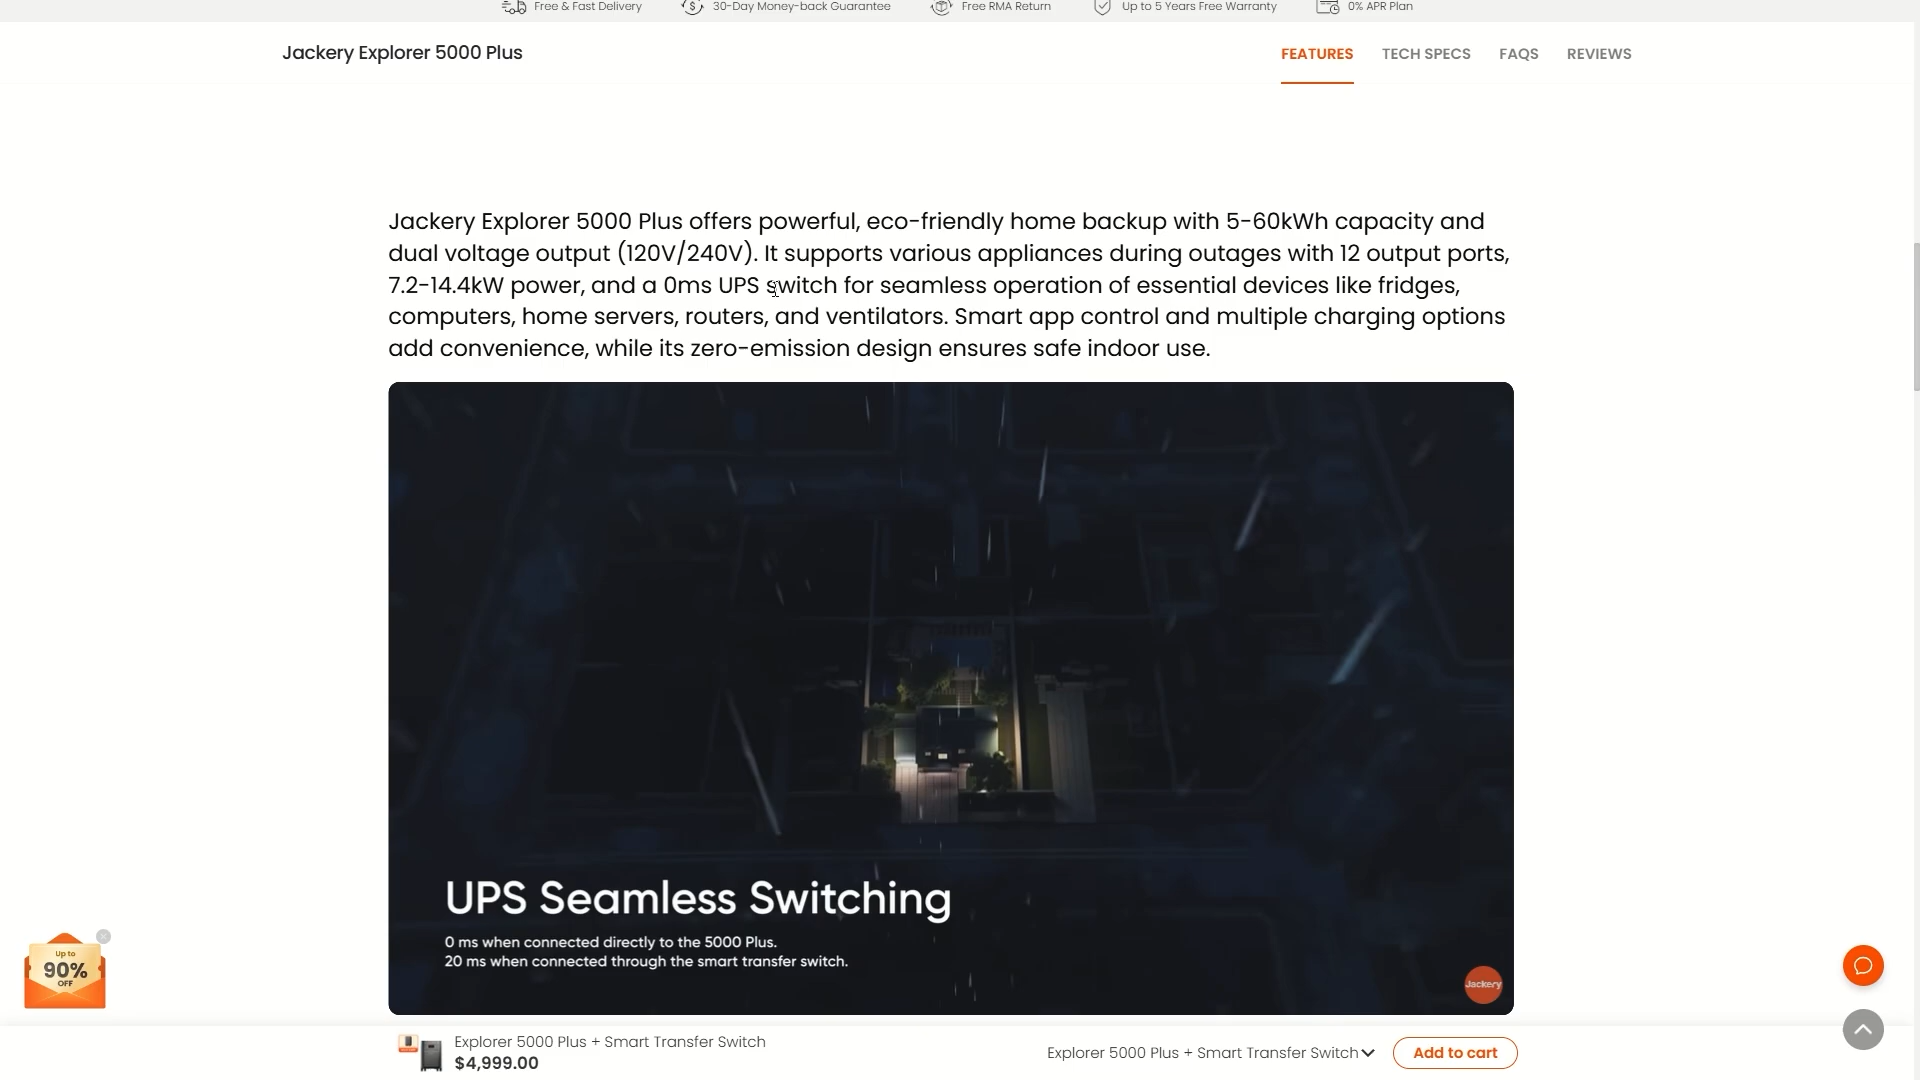 Free & Fast Delivery
30-Day Money-back Guarantee
Free RMA Return
Up to 5 Years Free Warranty
0% APR Plan
Jackery Explorer 5000 Plus
FEATURES
TECH SPECS
FAQS
REVIEWS
Jackery Explorer 5000 Plus offers powerful, eco-friendly home backup with 5-60kWh capacity and
dual voltage output (120V/240V). It supports various appliances during outages with 12 output ports,
7.2-14.4kW power, and a 0ms UPS switch for seamless operation of essential devices like fridges,
computers, home servers, routers, and ventilators. Smart app control and multiple charging options
add convenience, while its zero-emission design ensures safe indoor use.
UPS Seamless Switching
0 ms when connected directly to the 5000 Plus.
20 ms when connected through the smart transfer switch.
Jackery
Up to
90%
OFF
Explorer 5000 Plus + Smart Transfer Switch
$4,999.00
Explorer 5000 Plus + Smart Transfer Switch
Add to cart